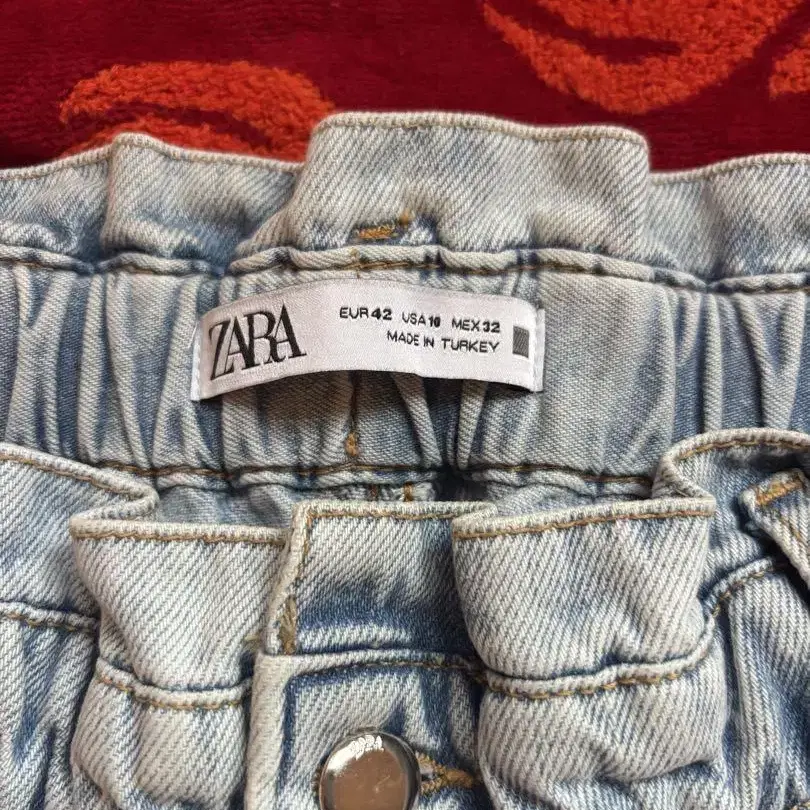 ZARA
EUR 42 USA 10 MEX 32
MADE IN TURKEY